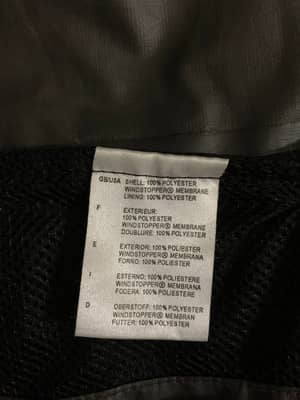 GB/USA SHELL: 100% POLYESTER
WINDSTOPPER® MEMBRANE
LINING: 100% POLYESTER
F EXTERIEUR:
100% POLYESTER
WINDSTOPPER® MEMBRANE
DOUBLURE: 100% POLYESTER
E EXTERIOR: 100% POLIESTER
WINDSTOPPER® MEMBRANA
FORRO: 100% POLIESTER
I ESTERNO: 100% POLIESTERE
WINDSTOPPER® MEMBRANA
FODERA: 100% POLIESTERE
D OBERSTOFF: 100% POLYESTER
WINDSTOPPER® MEMBRAN
FUTTER: 100% POLYESTER